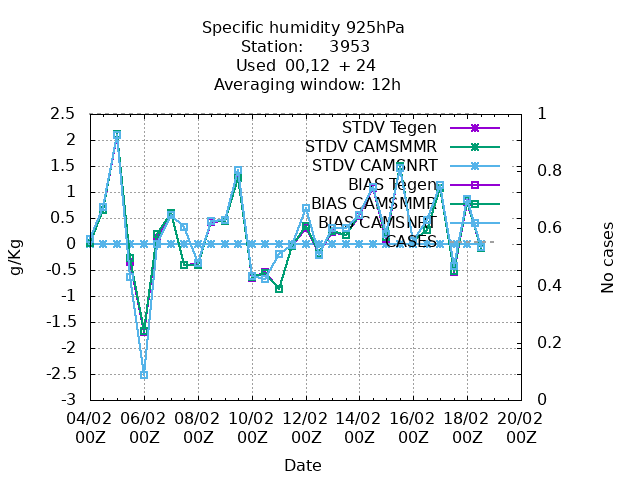 Specific humidity 925hPa
Station: 3953
Used 00,12 + 24
Averaging window: 12h
2.5
2
1.5
1
0.5
0
-0.5
-1
-1.5
-2
-2.5
-3
g/Kg
STDV Tegen
STDV CAMSMMR
STDV CAMSNRT
BIAS Tegen
BIAS CAMSMMR
BIAS CAMSNRT
CASES
1
0.8
0.6
0.4
0.2
0
No cases
04/02 06/02 08/02 10/02 12/02 14/02 16/02 18/02 20/02
00Z 00Z 00Z 00Z 00Z 00Z 00Z 00Z 00Z
Date